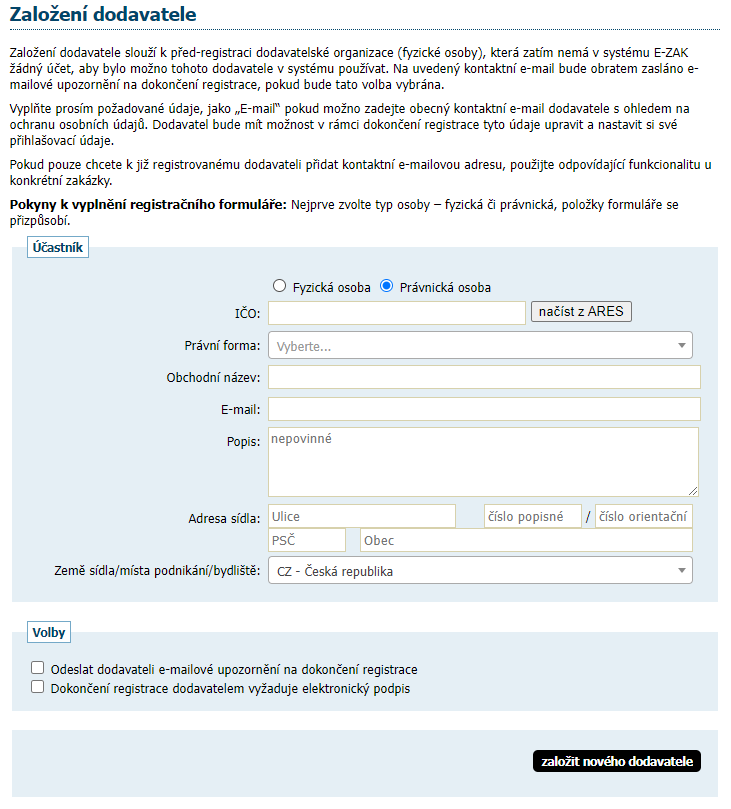 Založení dodavatele
Založení dodavatele slouží k před-registraci dodavatelské organizace (fyzické osoby), která zatím nemá v systému E-ZAK
žádný účet, aby bylo možno tohoto dodavatele v systému používat. Na uvedený kontaktní e-mail bude obratem zasláno e-
mailové upozornění na dokončení registrace, pokud bude tato volba vybrána.
Vyplňte prosím požadované údaje, jako „E-mail“ pokud možno zadejte obecný kontaktní e-mail dodavatele s ohledem na
ochranu osobních údajů. Dodavatel bude mít možnost v rámci dokončení registrace tyto údaje upravit a nastavit si své
přihlašovací údaje.
Pokud pouze chcete k již registrovanému dodavateli přidat kontaktní e-mailovou adresu, použijte odpovídající funkcionalitu u
konkrétní zakázky.
Pokyny k vyplnění registračního formuláře: Nejprve zvolte typ osoby – fyzická či právnická, položky formuláře se
přizpůsobí.
Účastník
Fyzická osoba Právnická osoba
IČO: načíst z ARES
Právní forma: Vyberte...
Obchodní název:
E-mail:
Popis: nepovinné
Adresa sídla: Ulice číslo popisné / číslo orientační
PSČ Obec
Země sídla/místa podnikání/bydliště: CZ - Česká republika
Volby
Odeslat dodavateli e-mailové upozornění na dokončení registrace
Dokončení registrace dodavatelem vyžaduje elektronický podpis
založit nového dodavatele